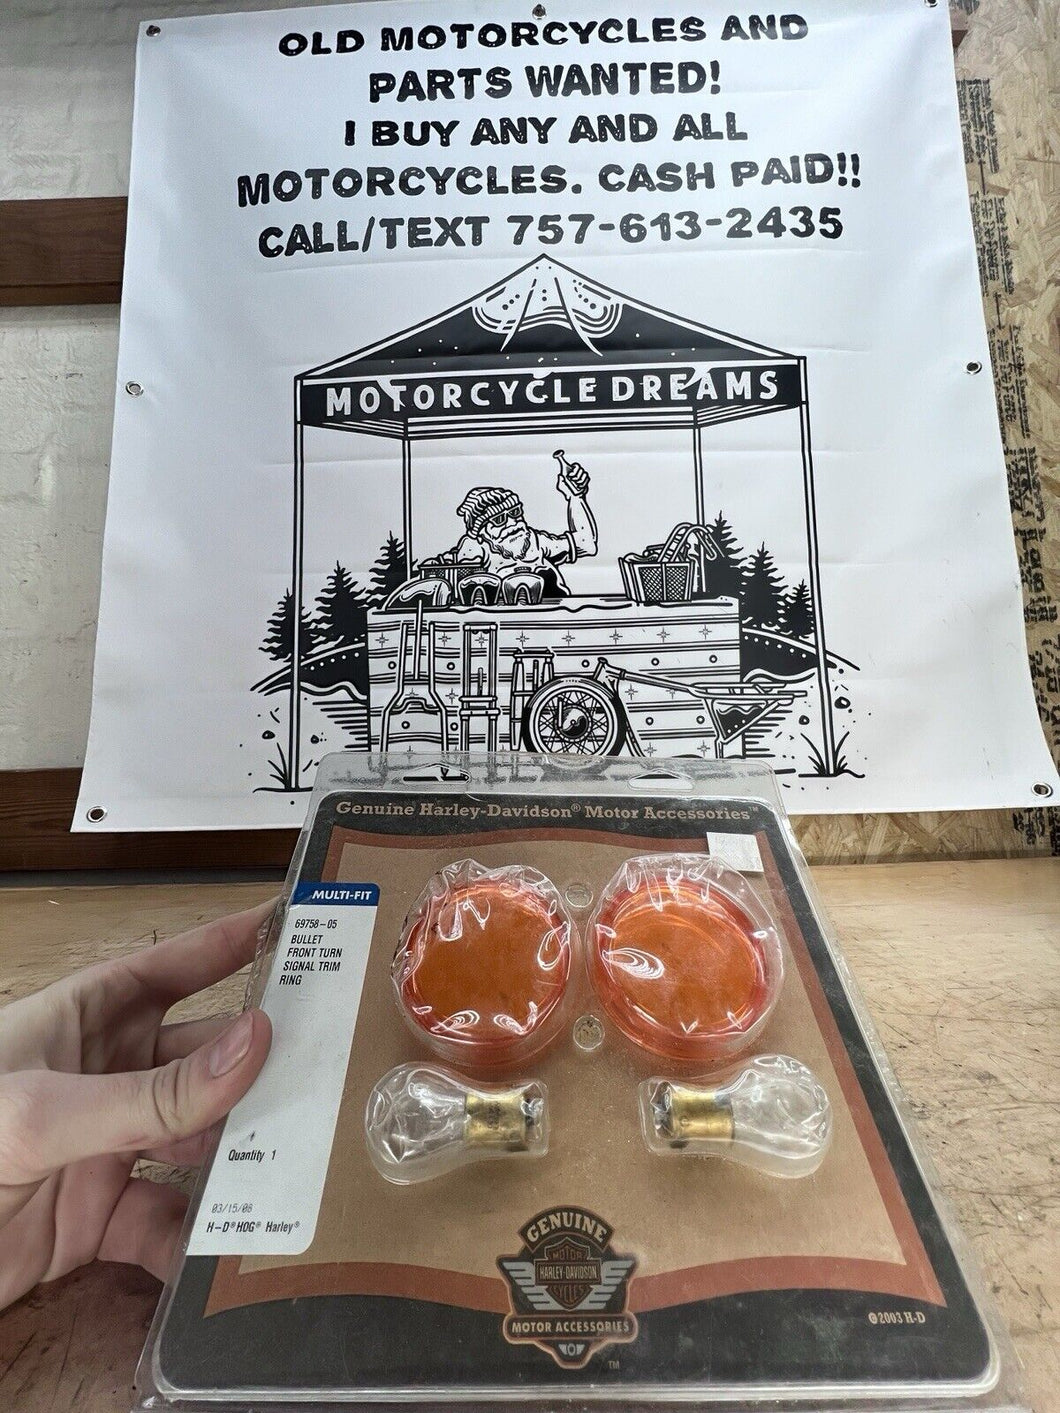 OLD MOTORCYCLES AND
PARTS WANTED!
I BUY ANY AND ALL
MOTORCYCLES. CASH PAID!!
CALL/TEXT 757-613-2435
MOTORCYCLE DREAMS
Genuine Harley-Davidson® Motor Accessories™
MULTI-FIT
69758-05
BULLET
FRONT TURN
SIGNAL TRIM
RING
Quantity 1
03/15/06
H-D® HOG® Harley®
GENUINE
MOTOR
HARLEY-DAVIDSON
CYCLES
MOTOR ACCESSORIES
TM
©2003 H-D